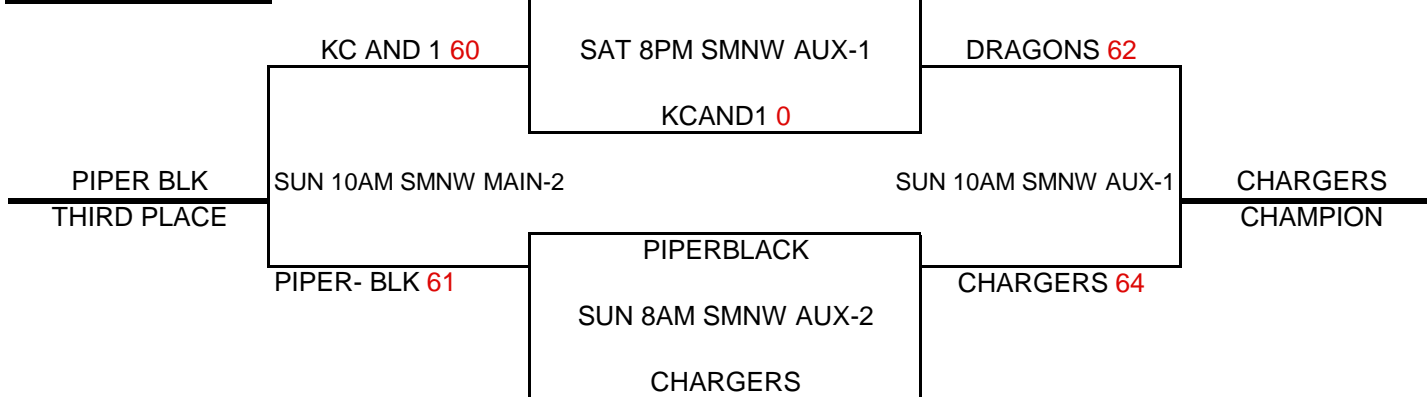 KC AND 1 60
SAT 8PM SMNW AUX-1
DRAGONS 62
KCAND1 0
PIPER BLK
SUN 10AM SMNW MAIN-2
SUN 10AM SMNW AUX-1
CHARGERS
THIRD PLACE
CHAMPION
PIPERBLACK
PIPER- BLK 61
CHARGERS 64
SUN 8AM SMNW AUX-2
CHARGERS